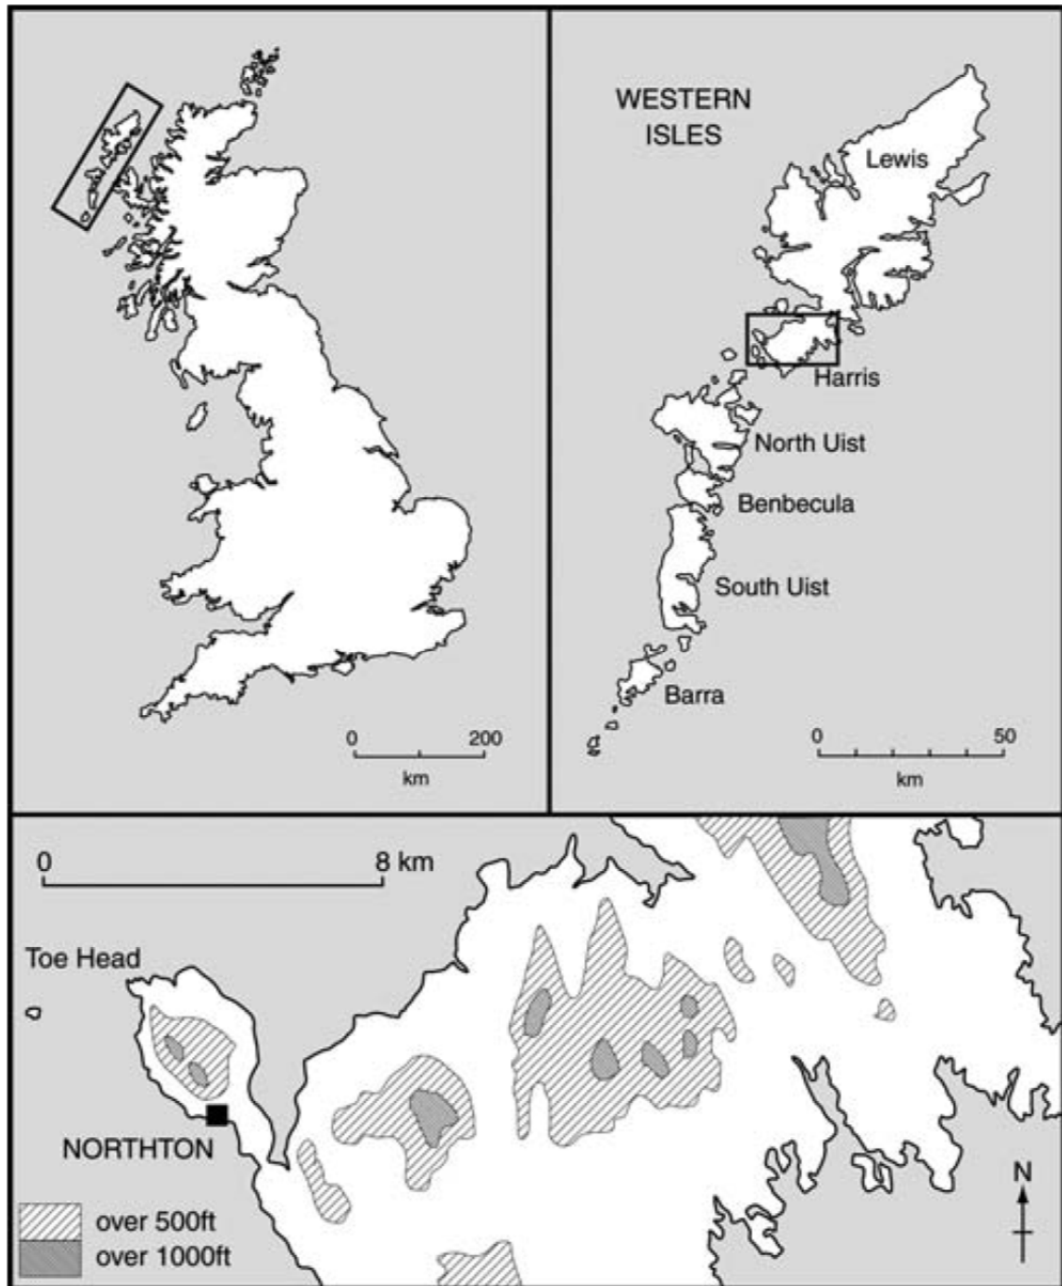 0 200
km
WESTERN
ISLES
Lewis
Harris
North Uist
Benbecula
South Uist
Barra
0 50
km
0 8 km
Toe Head
NORTHTON
over 500ft
over 1000ft
N